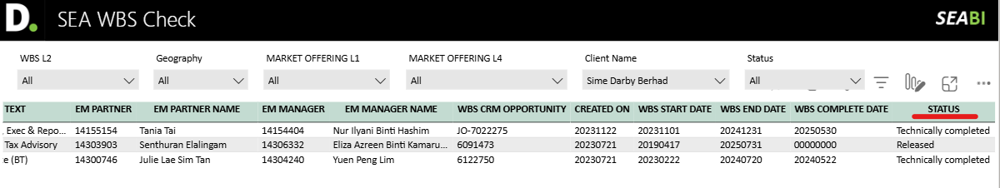 D. SEA WBS Check SEABI
WBS L2 Geography MARKET OFFERING L1 MARKET OFFERING L4 Client Name Status
All All All All Sime Darby Berhad All
TEXT EM PARTNER EM PARTNER NAME EM MANAGER EM MANAGER NAME WBS CRM OPPORTUNITY CREATED ON WBS START DATE WBS END DATE WBS COMPLETE DATE STATUS
, Exec & Repo... 14155154 Tania Tai 14154404 Nur Ilyani Binti Hashim JO-7022275 20231122 20231101 20241231 20250530 Technically completed
Tax Advisory 14303903 Senthuran Elalingam 14306332 Eliza Azreen Binti Kamaru... 6091473 20230721 20190417 20250731 00000000 Released
e (BT) 14300746 Julie Lae Sim Tan 14304240 Yuen Peng Lim 6122750 20230721 20230222 20240720 20240522 Technically completed